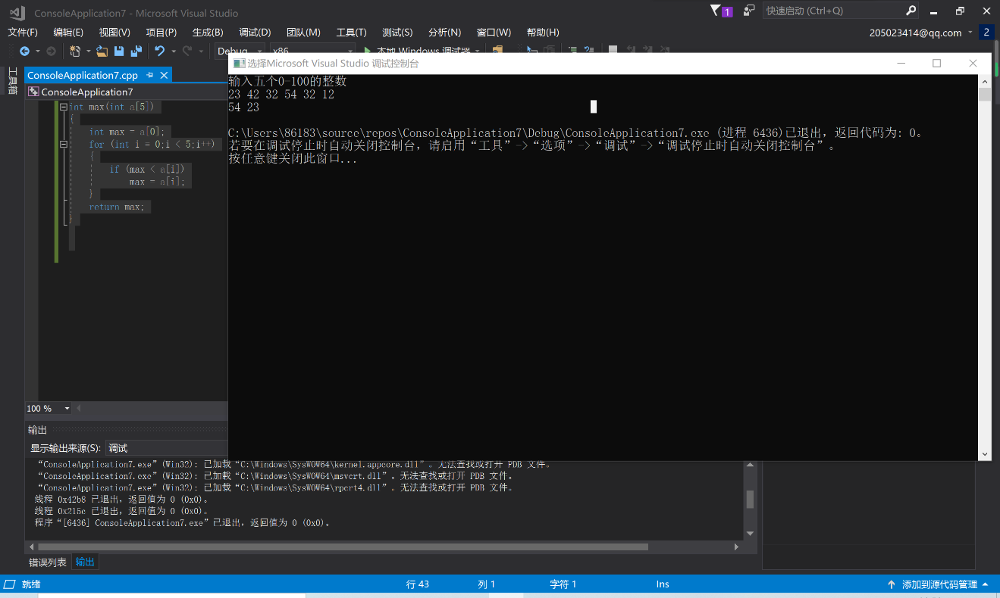 ConsoleApplication7 - Microsoft Visual Studio
1
快速启动 (Ctrl+Q)
文件(F) 编辑(E) 视图(V) 项目(P) 生成(B) 调试(D) 团队(M) 工具(T) 测试(S) 分析(N) 窗口(W) 帮助(H)
205023414@qq.com 2
Debug x86 本地 Windows 调试器
工具箱
ConsoleApplication7.cpp
ConsoleApplication7
int max(int a[5])
{
int max = a[0];
for (int i = 0;i < 5;i++)
{
if (max < a[i])
max = a[i];
}
return max;
}
选择Microsoft Visual Studio 调试控制台
输入五个0-100的整数
23 42 32 54 32 12
54 23
C:\Users\86183\source\repos\ConsoleApplication7\Debug\ConsoleApplication7.exe (进程 6436)已退出，返回代码为: 0。
若要在调试停止时自动关闭控制台，请启用“工具”->“选项”->“调试”->“调试停止时自动关闭控制台”。
按任意键关闭此窗口...
100 %
输出
显示输出来源(S): 调试
“ConsoleApplication7.exe”(Win32): 已加载“C:\Windows\SysWOW64\kernel.appcore.dll”。无法查找或打开 PDB 文件。
“ConsoleApplication7.exe”(Win32): 已加载“C:\Windows\SysWOW64\msvcrt.dll”。无法查找或打开 PDB 文件。
“ConsoleApplication7.exe”(Win32): 已加载“C:\Windows\SysWOW64\rpcrt4.dll”。无法查找或打开 PDB 文件。
线程 0x42b8 已退出，返回值为 0 (0x0)。
线程 0x215c 已退出，返回值为 0 (0x0)。
程序“[6436] ConsoleApplication7.exe”已退出，返回值为 0 (0x0)。
错误列表 输出
就绪 行 43 列 1 字符 1 Ins 添加到源代码管理